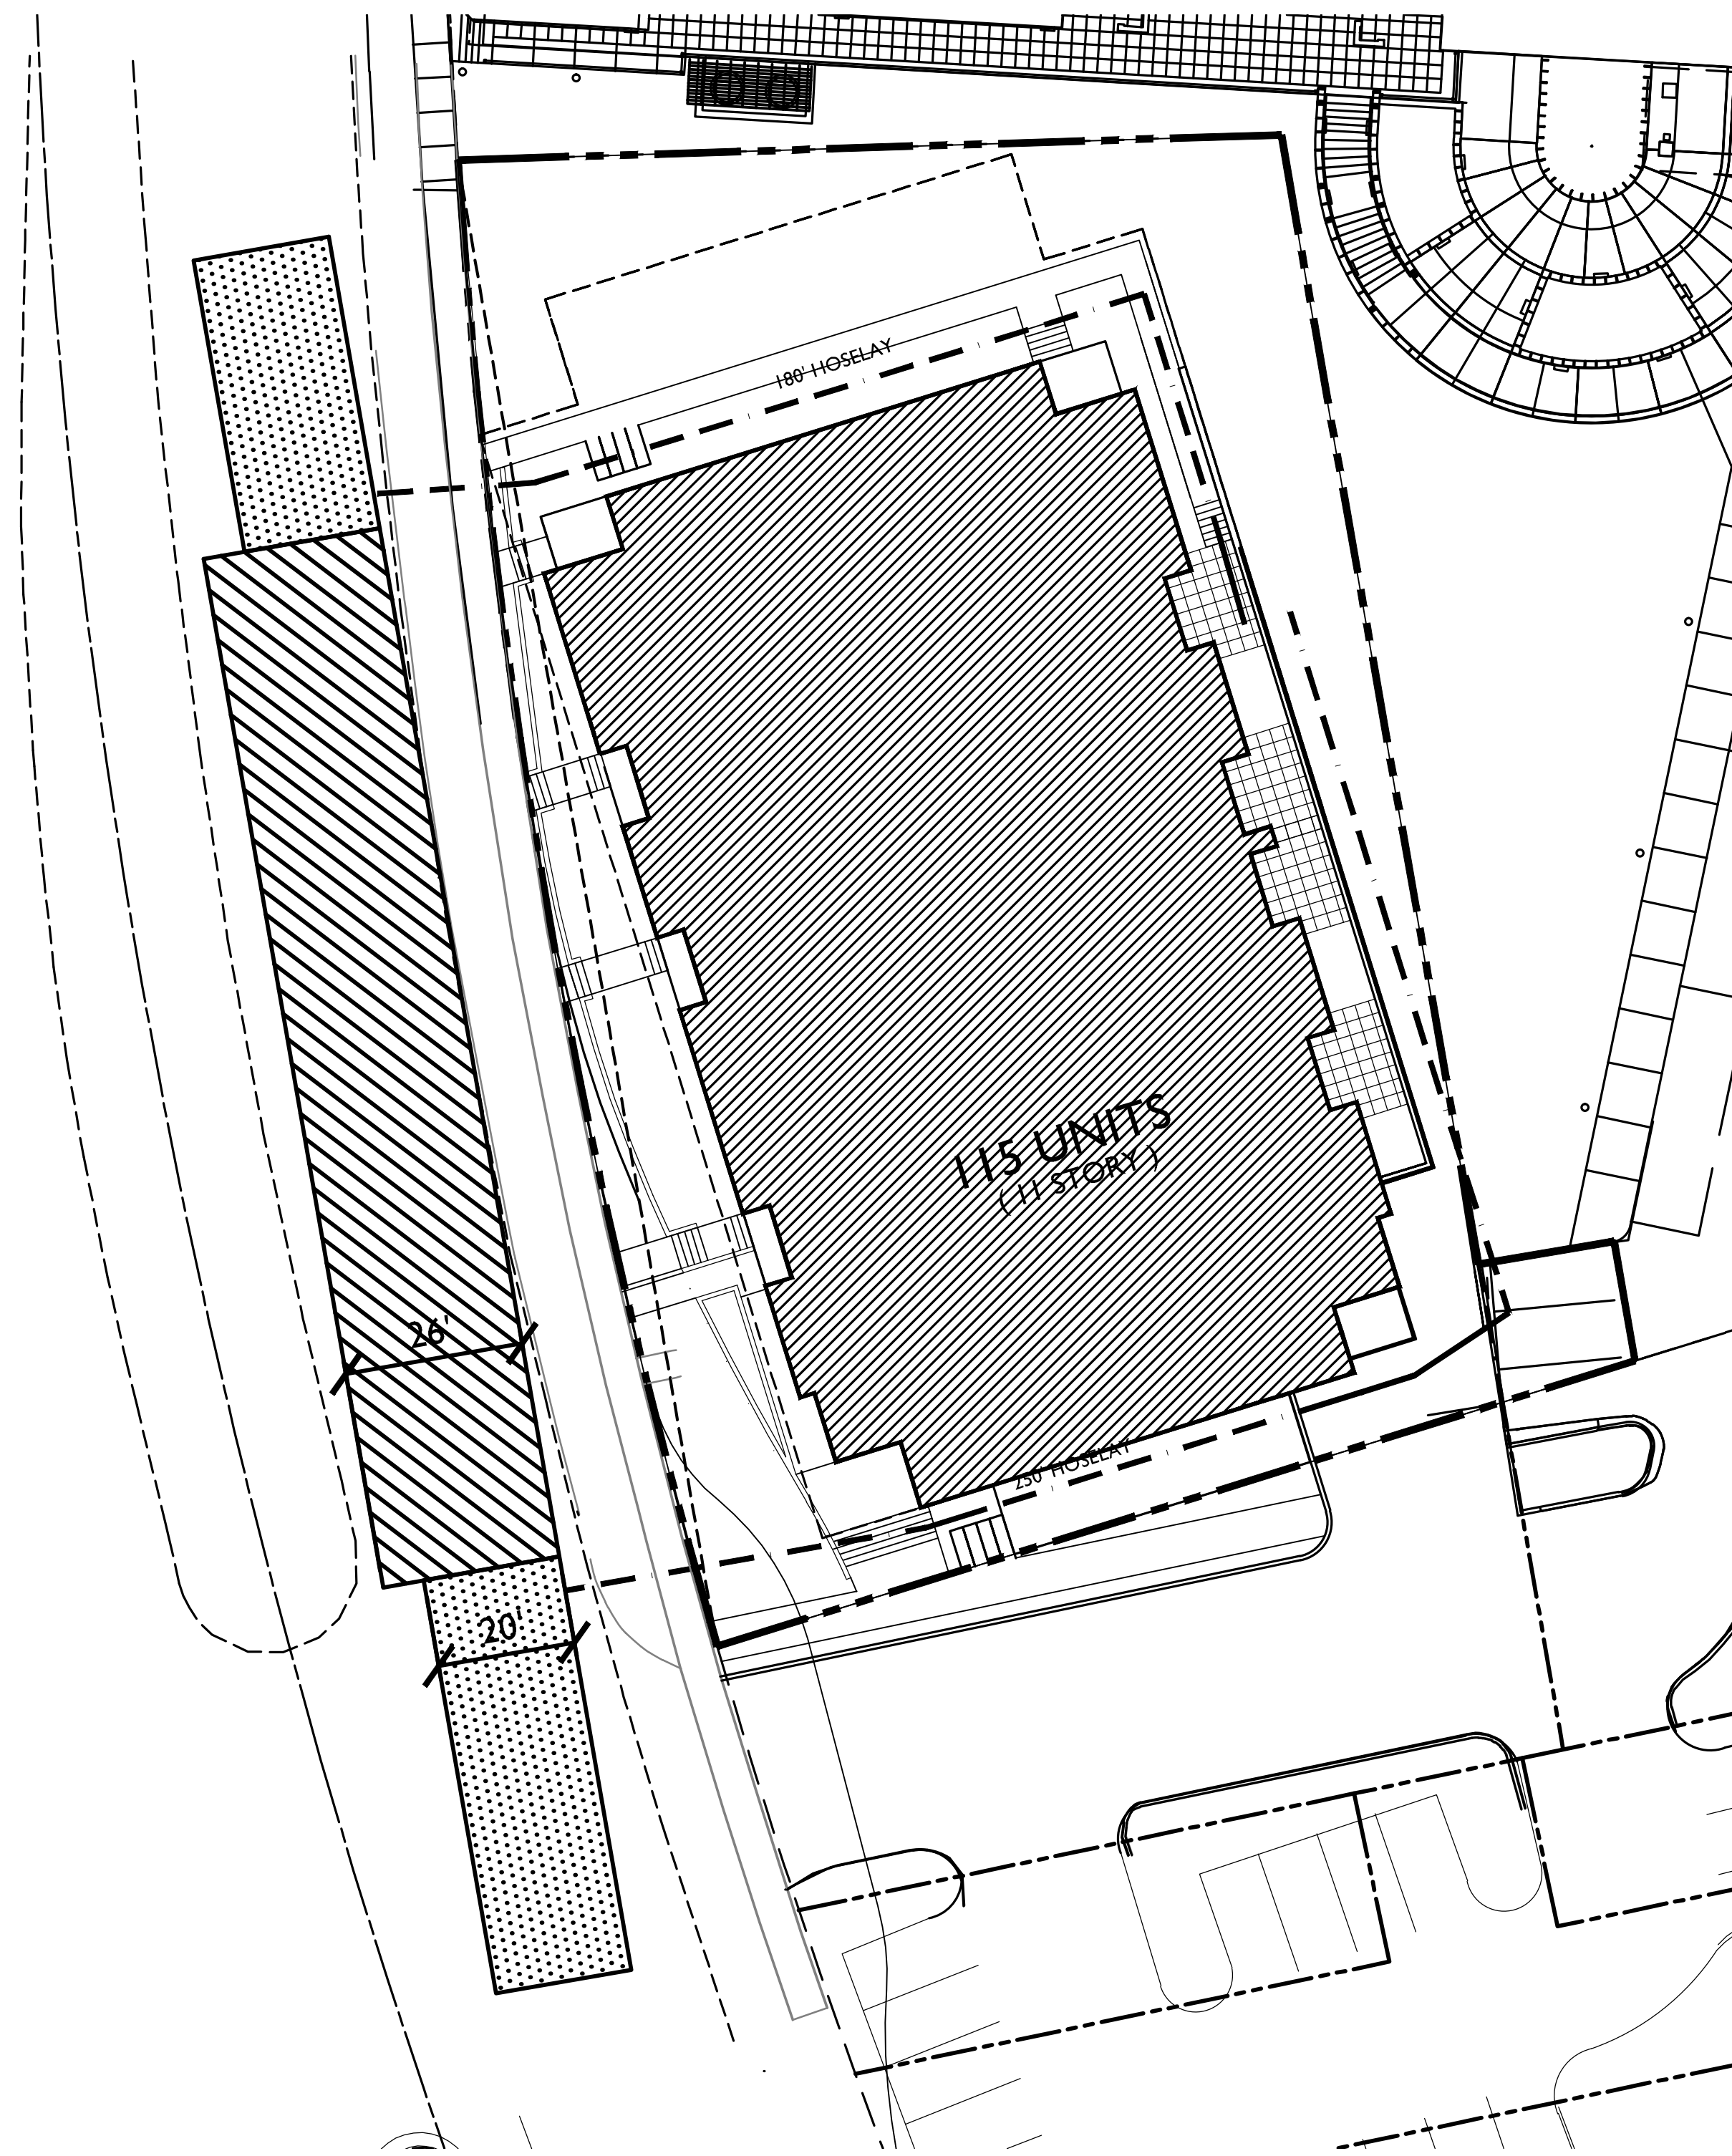 180' HOSELAY
115 UNITS
( 11 STORY )
26'
250' HOSELAY
20'